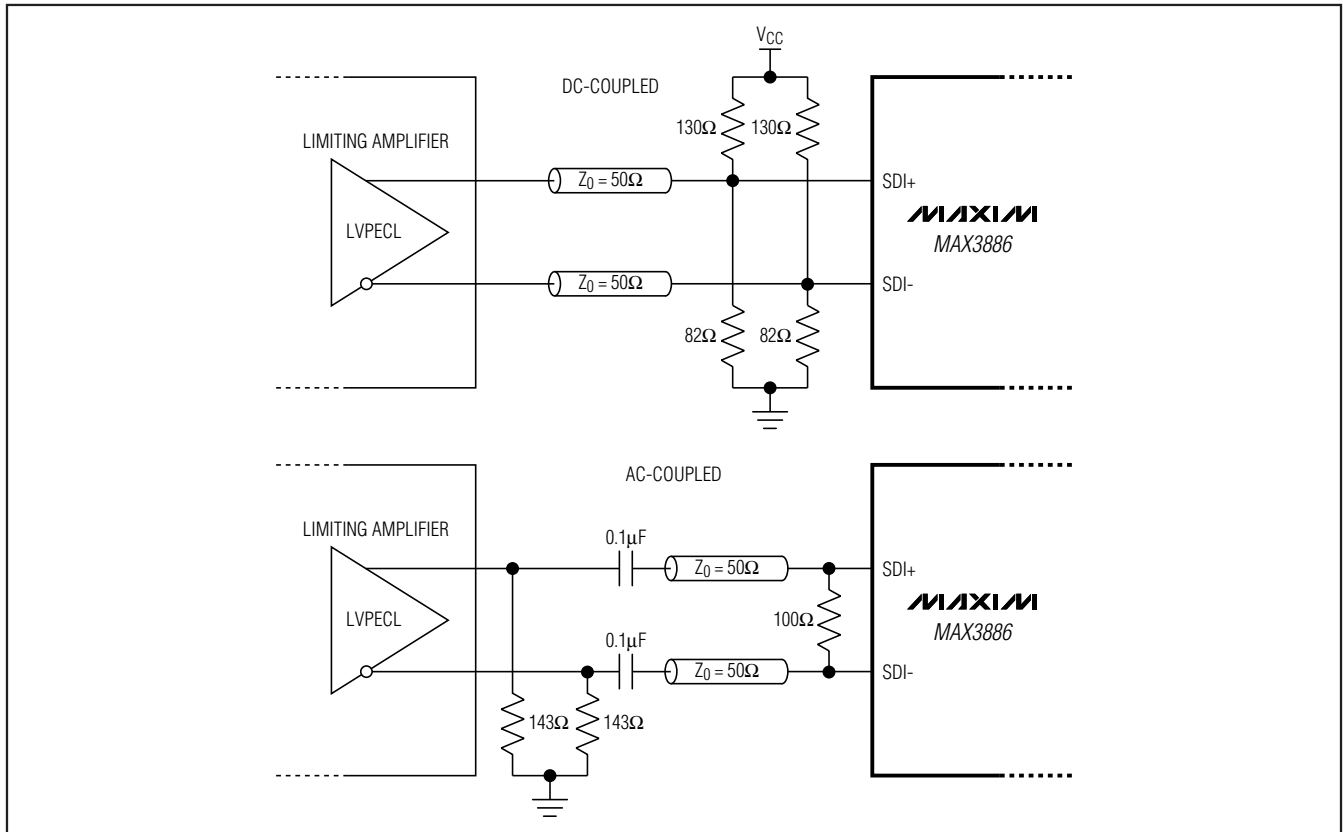 VCC
DC-COUPLED
130Ω 130Ω
LIMITING AMPLIFIER
Z0 = 50Ω
SDI+
LVPECL
MAXIM
MAX3886
Z0 = 50Ω
SDI-
82Ω 82Ω
AC-COUPLED
LIMITING AMPLIFIER
0.1μF
Z0 = 50Ω
SDI+
LVPECL
100Ω
MAXIM
MAX3886
0.1μF
Z0 = 50Ω
SDI-
143Ω 143Ω